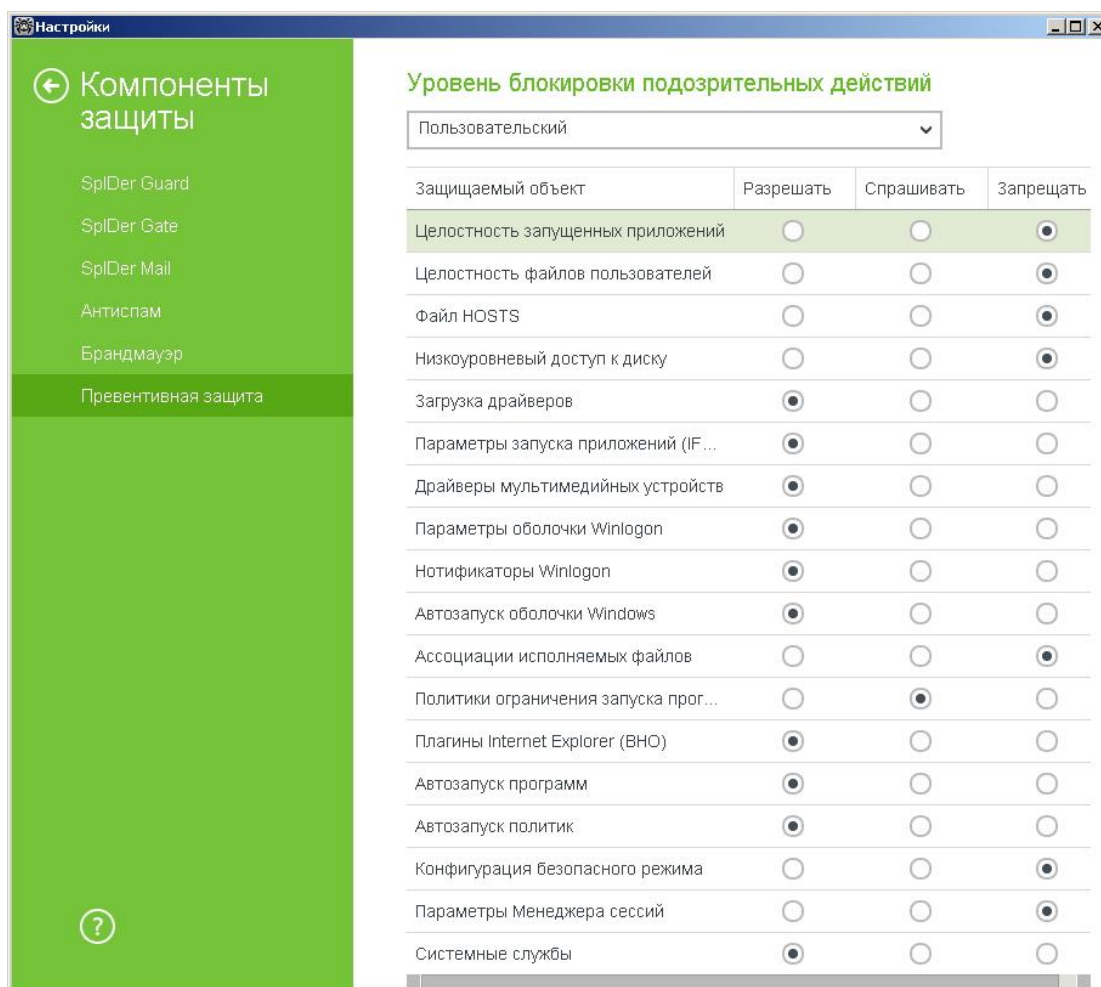 Настройки
Компоненты
защиты
SpIDer Guard
SpIDer Gate
SpIDer Mail
Антиспам
Брандмауэр
Превентивная защита
?
Уровень блокировки подозрительных действий
Пользовательский
Защищаемый объект Разрешать Спрашивать Запрещать
Целостность запущенных приложений
Целостность файлов пользователей
Файл HOSTS
Низкоуровневый доступ к диску
Загрузка драйверов
Параметры запуска приложений (IF...
Драйверы мультимедийных устройств
Параметры оболочки Winlogon
Нотификаторы Winlogon
Автозапуск оболочки Windows
Ассоциации исполняемых файлов
Политики ограничения запуска прог...
Плагины Internet Explorer (BHO)
Автозапуск программ
Автозапуск политик
Конфигурация безопасного режима
Параметры Менеджера сессий
Системные службы